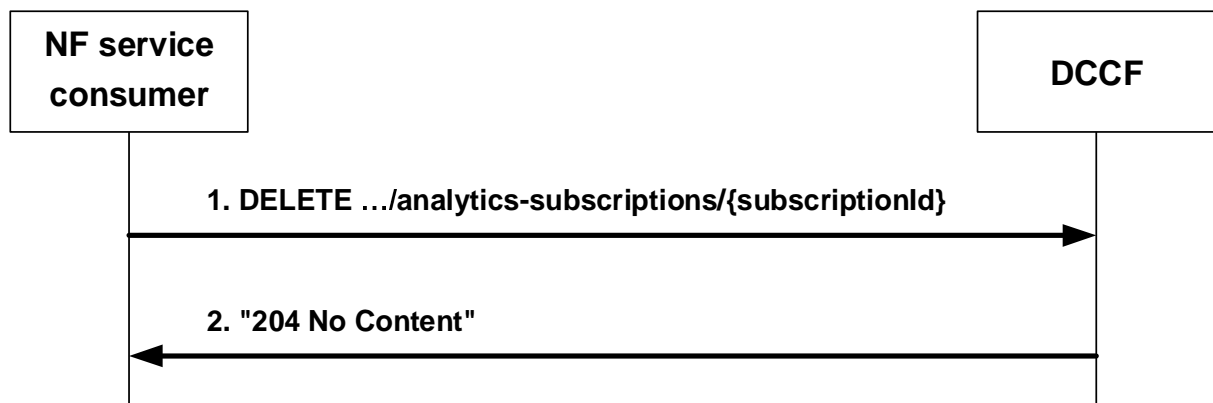 NF service
consumer
DCCF
1. DELETE …/analytics-subscriptions/{subscriptionId}
2. "204 No Content"